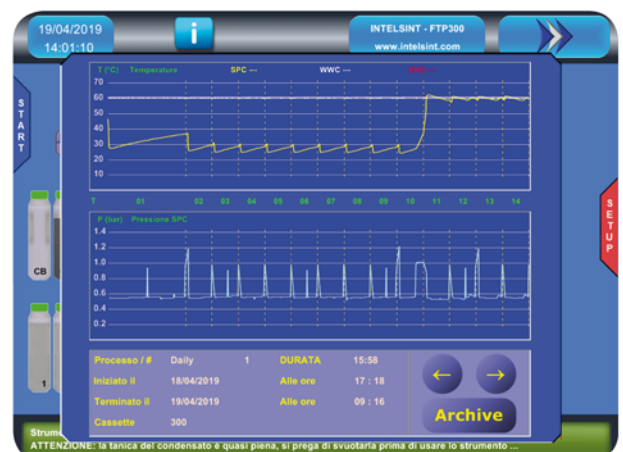 19/04/2019
14:01:10
i
INTELSINT - FTP300
www.intelsint.com
START
SETUP
T (°C) Temperature SPC --- WWC ---
70
60
50
40
30
20
10
T 01 02 03 04 05 06 07 08 09 10 11 12 13 14
P (bar) Pressione SPC
1.4
1.2
1.0
0.8
0.6
0.4
0.2
CB
1
Processo / # Daily 1 DURATA 15:58
Iniziato il 18/04/2019 Alle ore 17 : 18
Terminato il 19/04/2019 Alle ore 09 : 16
Cassette 300
← →
Archive
Strume
ATTENZIONE: la tanica del condensato è quasi piena, si prega di svuotarla prima di usare lo strumento ...